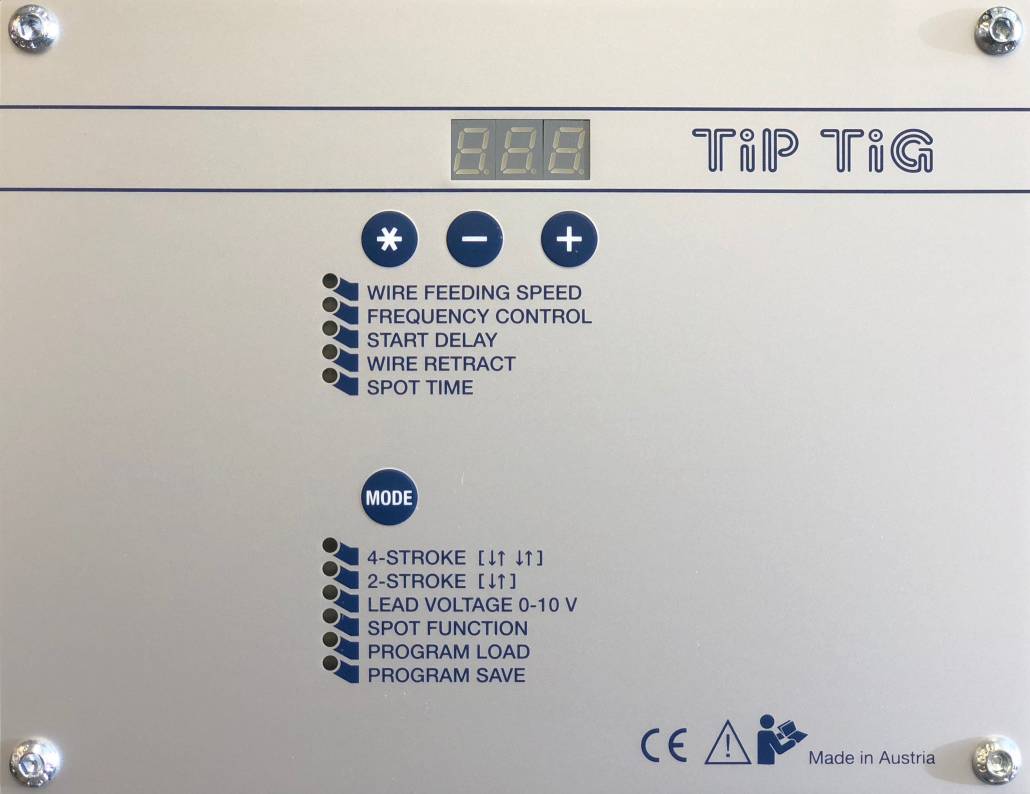 TiP TiG
* − +
WIRE FEEDING SPEED
FREQUENCY CONTROL
START DELAY
WIRE RETRACT
SPOT TIME
MODE
4-STROKE [↓↑ ↓↑]
2-STROKE [↓↑]
LEAD VOLTAGE 0-10 V
SPOT FUNCTION
PROGRAM LOAD
PROGRAM SAVE
CE ! Made in Austria